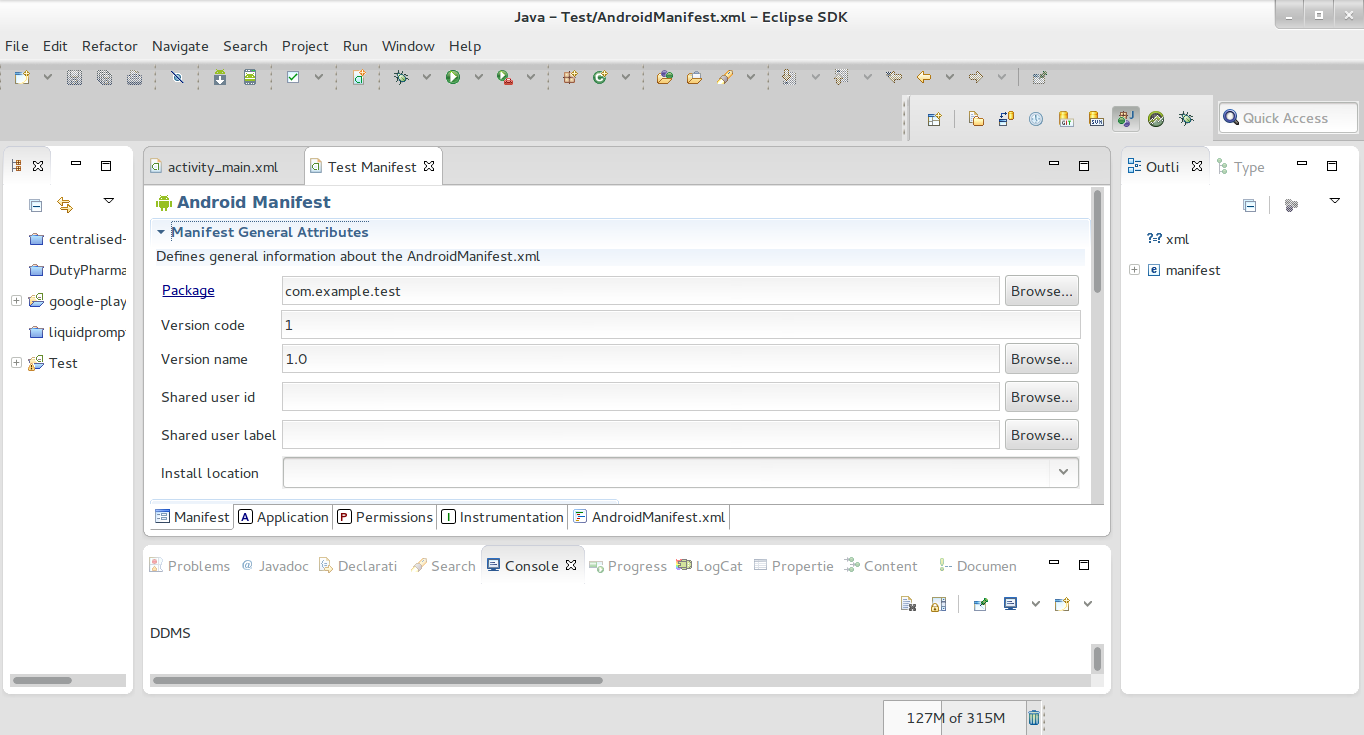 Java – Test/AndroidManifest.xml – Eclipse SDK
File Edit Refactor Navigate Search Project Run Window Help
Quick Access
activity_main.xml Test Manifest
Outli Type
Android Manifest
Manifest General Attributes
Defines general information about the AndroidManifest.xml
centralised-
DutyPharma
google-play
liquidpromp
Test
Package com.example.test Browse...
Version code 1
Version name 1.0 Browse...
Shared user id Browse...
Shared user label Browse...
Install location
xml
manifest
Manifest Application Permissions Instrumentation AndroidManifest.xml
Problems Javadoc Declarati Search Console Progress LogCat Propertie Content Documen
DDMS
127M of 315M